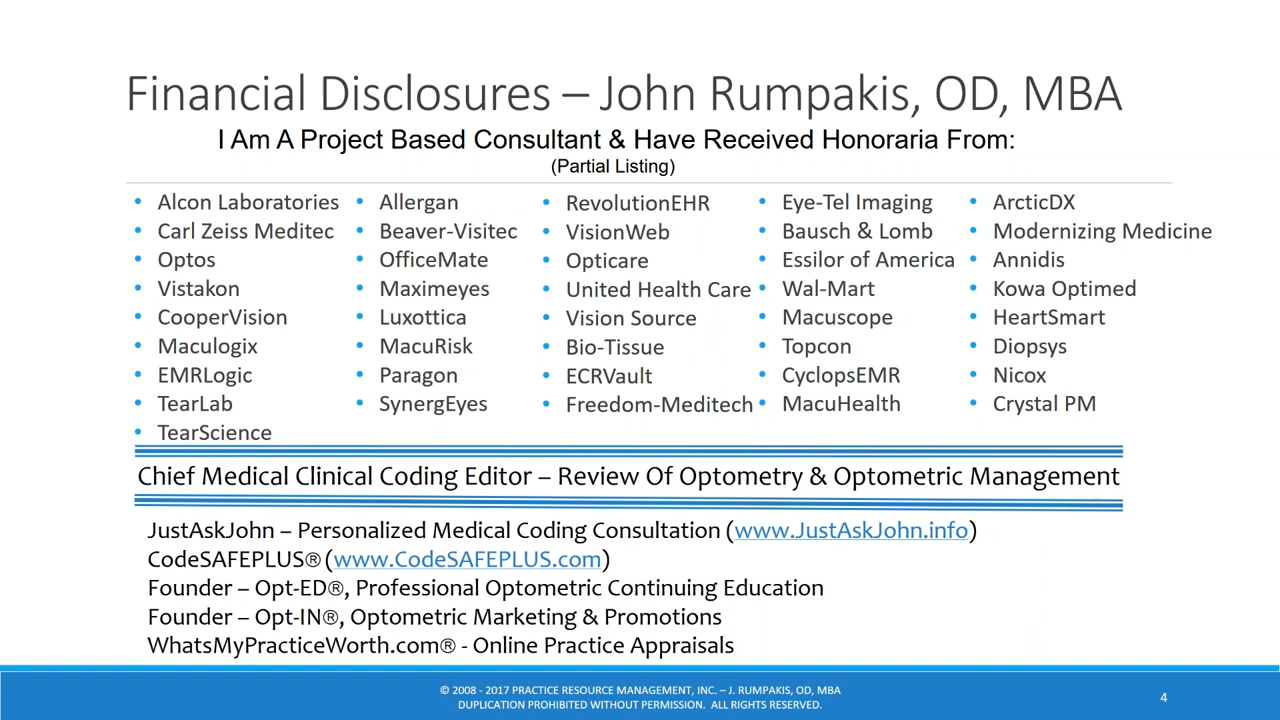 Financial Disclosures – John Rumpakis, OD, MBA
I Am A Project Based Consultant & Have Received Honoraria From:
(Partial Listing)
• Alcon Laboratories
• Carl Zeiss Meditec
• Optos
• Vistakon
• CooperVision
• Maculogix
• EMRLogic
• TearLab
• TearScience
• Allergan
• Beaver-Visitec
• OfficeMate
• Maximeyes
• Luxottica
• MacuRisk
• Paragon
• SynergEyes
• RevolutionEHR
• VisionWeb
• Opticare
• United Health Care
• Vision Source
• Bio-Tissue
• ECRVault
• Freedom-Meditech
• Eye-Tel Imaging
• Bausch & Lomb
• Essilor of America
• Wal-Mart
• Macuscope
• Topcon
• CyclopsEMR
• MacuHealth
• ArcticDX
• Modernizing Medicine
• Annidis
• Kowa Optimed
• HeartSmart
• Diopsys
• Nicox
• Crystal PM
Chief Medical Clinical Coding Editor – Review Of Optometry & Optometric Management
JustAskJohn – Personalized Medical Coding Consultation (www.JustAskJohn.info)
CodeSAFEPLUS® (www.CodeSAFEPLUS.com)
Founder – Opt-ED®, Professional Optometric Continuing Education
Founder – Opt-IN®, Optometric Marketing & Promotions
WhatsMyPracticeWorth.com® - Online Practice Appraisals
© 2008 - 2017 PRACTICE RESOURCE MANAGEMENT, INC. – J. RUMPAKIS, OD, MBA
DUPLICATION PROHIBITED WITHOUT PERMISSION. ALL RIGHTS RESERVED.
4